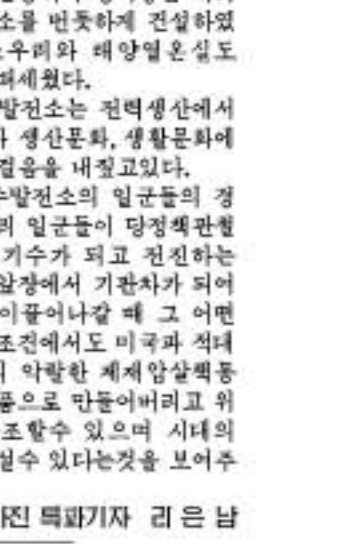 소를 번듯하게 건설하였
우리와 태양열온실도
세웠다.
발전소는 전력생산에서
생산문화, 생활문화에
걸음을 내짚고있다.
발전소의 일군들의 경
일군들이 당정책관철
기수가 되고 전진하는
앞장에서 기관차가 되여
이끌어나갈 때 그 어떤
조건에서도 미국과 적대
악랄한 제재압살책동
품으로 만들어버리고 위
조할수 있으며 시대의
설수 있다는것을 보여주
특파기자 리 은 남